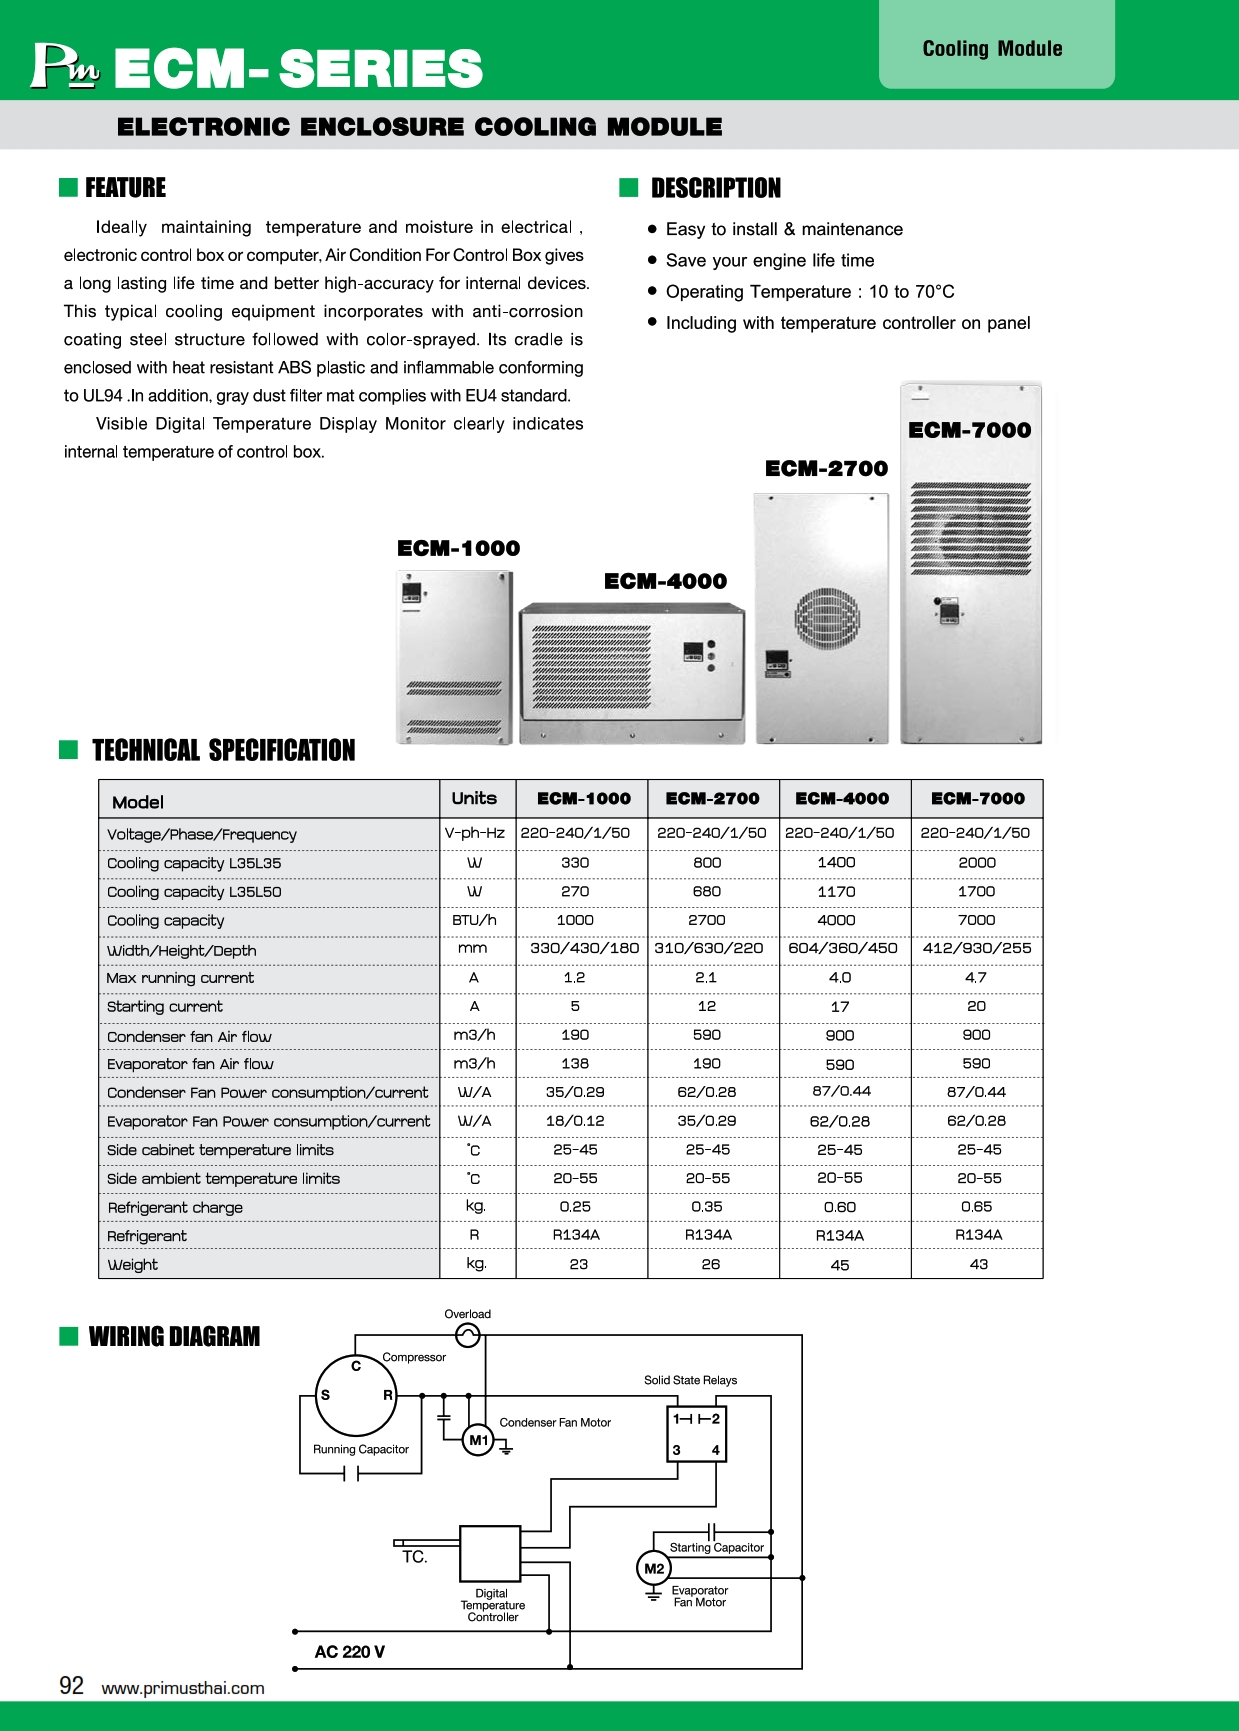 Pm ECM- SERIES
Cooling Module
ELECTRONIC ENCLOSURE COOLING MODULE
FEATURE
Ideally maintaining temperature and moisture in electrical ,
electronic control box or computer, Air Condition For Control Box gives
a long lasting life time and better high-accuracy for internal devices.
This typical cooling equipment incorporates with anti-corrosion
coating steel structure followed with color-sprayed. Its cradle is
enclosed with heat resistant ABS plastic and inflammable conforming
to UL94 .In addition, gray dust filter mat complies with EU4 standard.
Visible Digital Temperature Display Monitor clearly indicates
internal temperature of control box.
DESCRIPTION
• Easy to install & maintenance
• Save your engine life time
• Operating Temperature : 10 to 70°C
• Including with temperature controller on panel
ECM-7000
ECM-2700
ECM-1000
ECM-4000
TECHNICAL SPECIFICATION
Model Units ECM-1000 ECM-2700 ECM-4000 ECM-7000
Voltage/Phase/Frequency V-ph-Hz 220-240/1/50 220-240/1/50 220-240/1/50 220-240/1/50
Cooling capacity L35L35 W 330 800 1400 2000
Cooling capacity L35L50 W 270 680 1170 1700
Cooling capacity BTU/h 1000 2700 4000 7000
Width/Height/Depth mm 330/430/180 310/630/220 604/360/450 412/930/255
Max running current A 1.2 2.1 4.0 4.7
Starting current A 5 12 17 20
Condenser fan Air flow m3/h 190 590 900 900
Evaporator fan Air flow m3/h 138 190 590 590
Condenser Fan Power consumption/current W/A 35/0.29 62/0.28 87/0.44 87/0.44
Evaporator Fan Power consumption/current W/A 18/0.12 35/0.29 62/0.28 62/0.28
Side cabinet temperature limits °C 25-45 25-45 25-45 25-45
Side ambient temperature limits °C 20-55 20-55 20-55 20-55
Refrigerant charge kg. 0.25 0.35 0.60 0.65
Refrigerant R R134A R134A R134A R134A
Weight kg. 23 26 45 43
WIRING DIAGRAM
Overload
C
Compressor
S
R
Running Capacitor
M1
Condenser Fan Motor
Solid State Relays
1 2
3 4
TC.
Digital
Temperature
Controller
Starting Capacitor
M2
Evaporator
Fan Motor
AC 220 V
92 www.primusthai.com